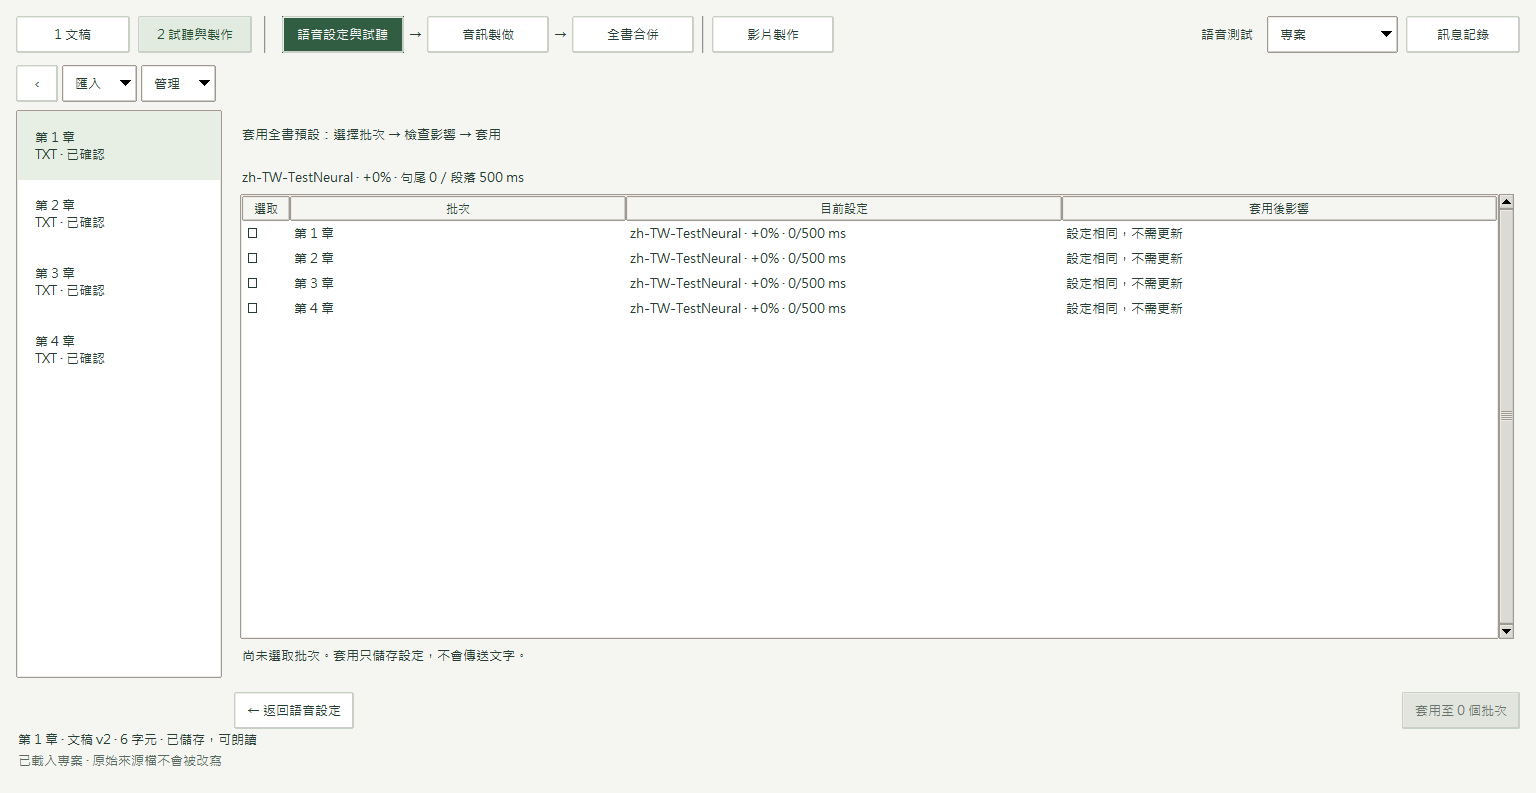 1 文稿
2 試聽與製作
語音設定與試聽
→
音訊製做
→
全書合併
影片製作
語音測試
專案
訊息記錄
‹
匯入
管理
第 1 章
TXT · 已確認
第 2 章
TXT · 已確認
第 3 章
TXT · 已確認
第 4 章
TXT · 已確認
套用全書預設：選擇批次 → 檢查影響 → 套用
zh-TW-TestNeural · +0% · 句尾 0 / 段落 500 ms
選取 批次 目前設定 套用後影響
第 1 章 zh-TW-TestNeural · +0% · 0/500 ms 設定相同，不需更新
第 2 章 zh-TW-TestNeural · +0% · 0/500 ms 設定相同，不需更新
第 3 章 zh-TW-TestNeural · +0% · 0/500 ms 設定相同，不需更新
第 4 章 zh-TW-TestNeural · +0% · 0/500 ms 設定相同，不需更新
尚未選取批次。套用只儲存設定，不會傳送文字。
← 返回語音設定
套用至 0 個批次
第 1 章 · 文稿 v2 · 6 字元 · 已儲存，可朗讀
已載入專案 · 原始來源檔不會被改寫